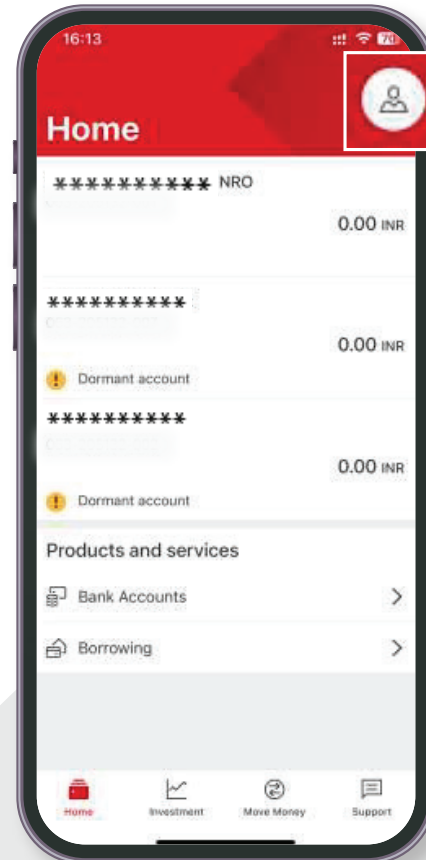 16:13
70
Home
********** NRO
0.00 INR
**********
0.00 INR
Dormant account
**********
0.00 INR
Dormant account
Products and services
Bank Accounts
Borrowing
Home Investment Move Money Support